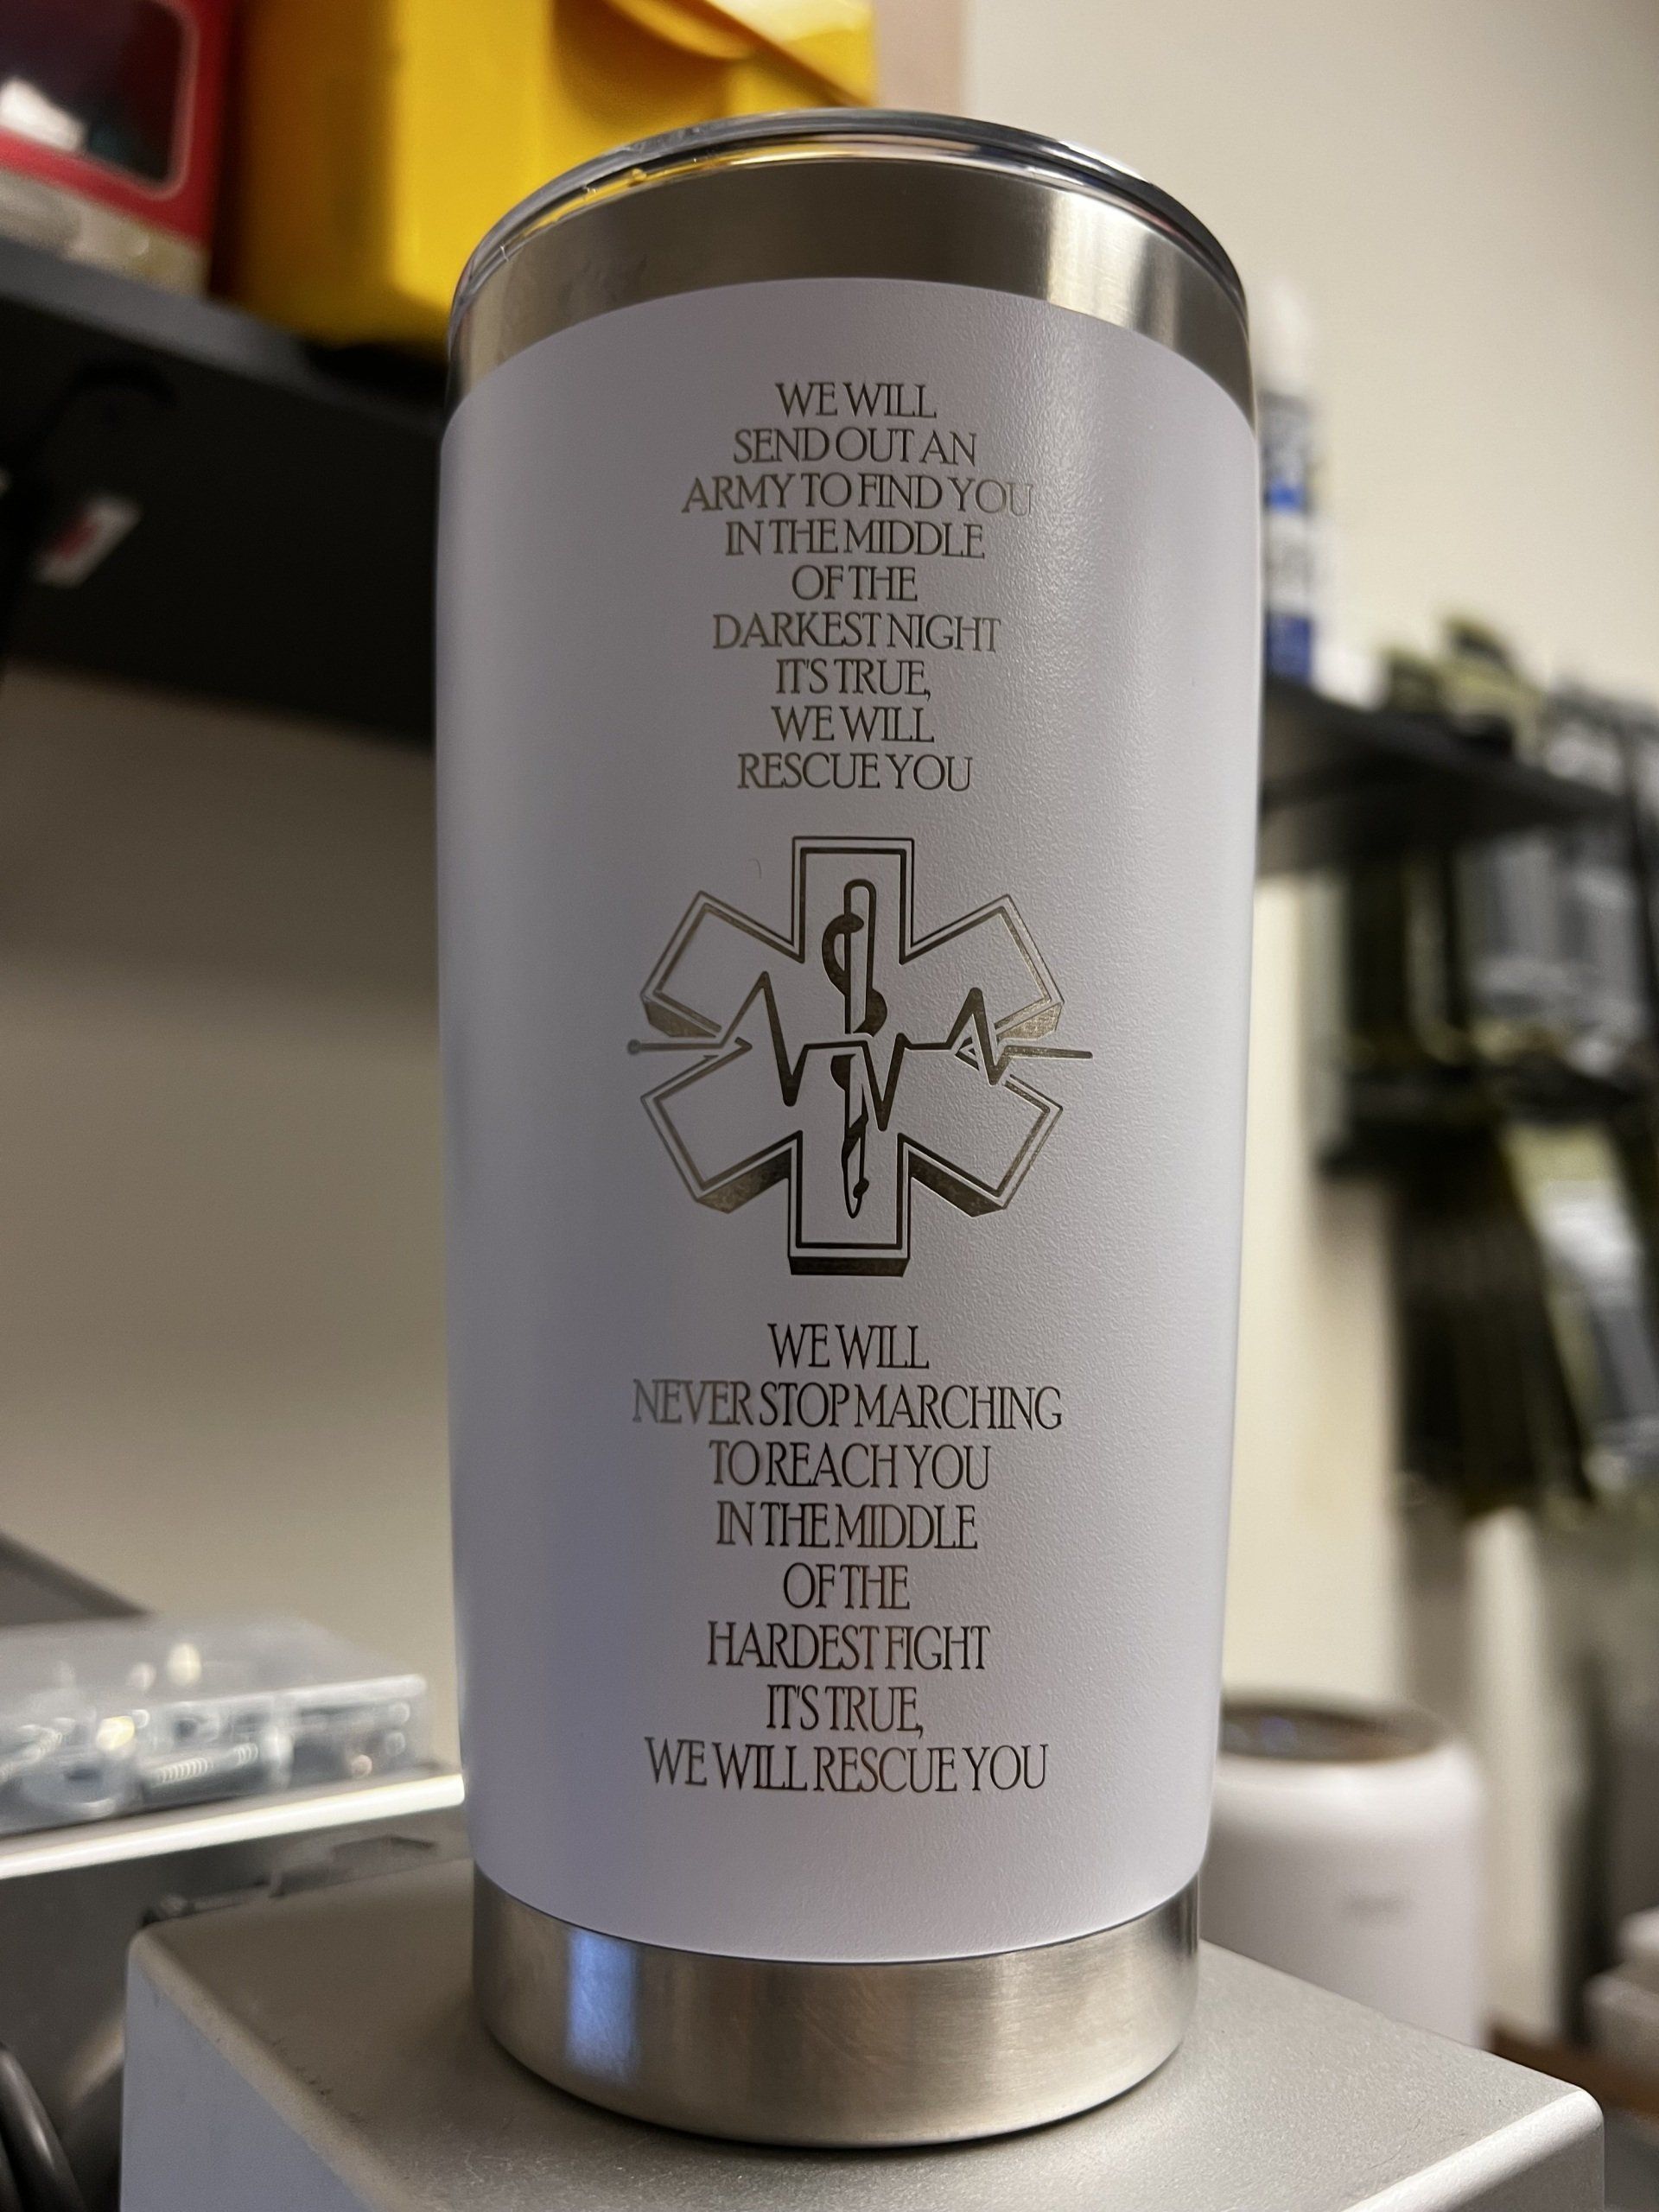 WE WILL
SEND OUT AN
ARMY TO FIND YOU
IN THE MIDDLE
OF THE
DARKEST NIGHT
IT'S TRUE,
WE WILL
RESCUE YOU
WE WILL
NEVER STOP MARCHING
TO REACH YOU
IN THE MIDDLE
OF THE
HARDEST FIGHT
IT'S TRUE,
WE WILL RESCUE YOU